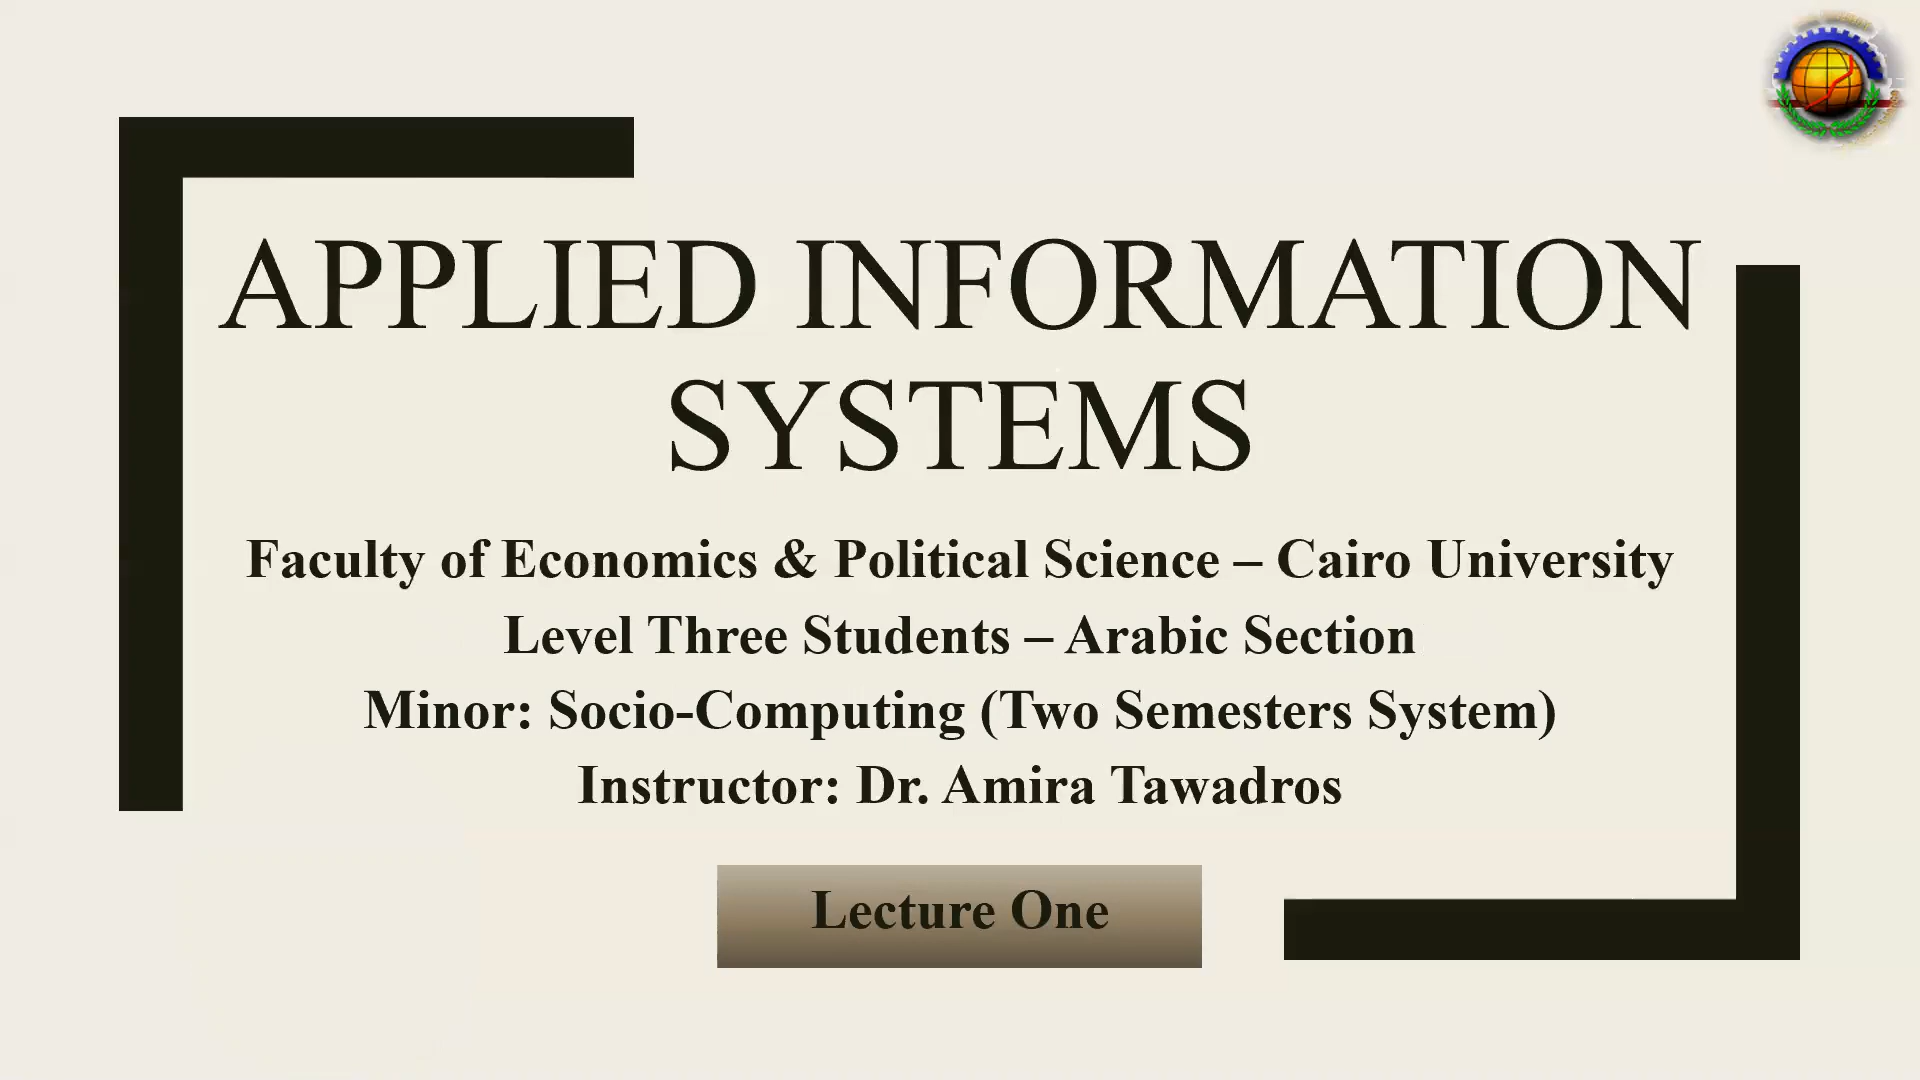 APPLIED INFORMATION
SYSTEMS
Faculty of Economics & Political Science – Cairo University
Level Three Students – Arabic Section
Minor: Socio-Computing (Two Semesters System)
Instructor: Dr. Amira Tawadros
Lecture One